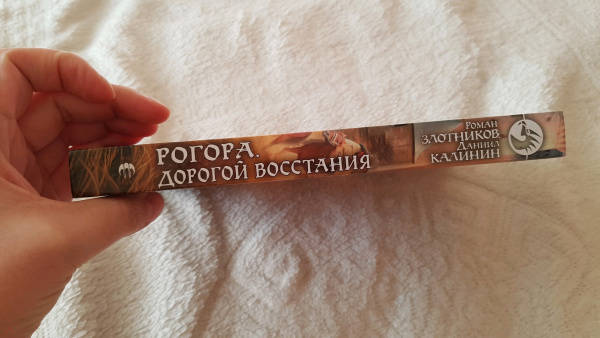 РОГОРА.
ДОРОГОЙ ВОССТАНИЯ
РОМАН
ЗЛОТНИКОВ
ДАНИИЛ
КАЛИНИН